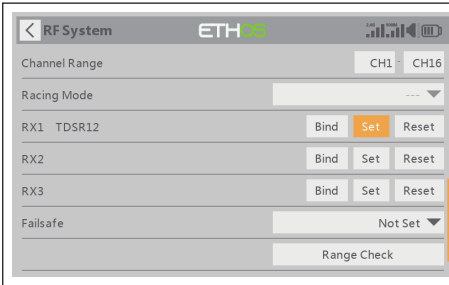 RF System ETHOS
Channel Range CH1 - CH16
Racing Mode ---
RX1 TDSR12 Bind Set Reset
RX2 Bind Set Reset
RX3 Bind Set Reset
Failsafe Not Set
Range Check